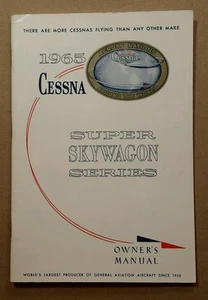 THERE ARE MORE CESSNAS FLYING THAN ANY OTHER MAKE
1965
Cessna
CESSNA
SUPER
SKYWAGON
SERIES
OWNER'S
MANUAL
WORLD'S LARGEST PRODUCER OF GENERAL AVIATION AIRCRAFT SINCE 1956